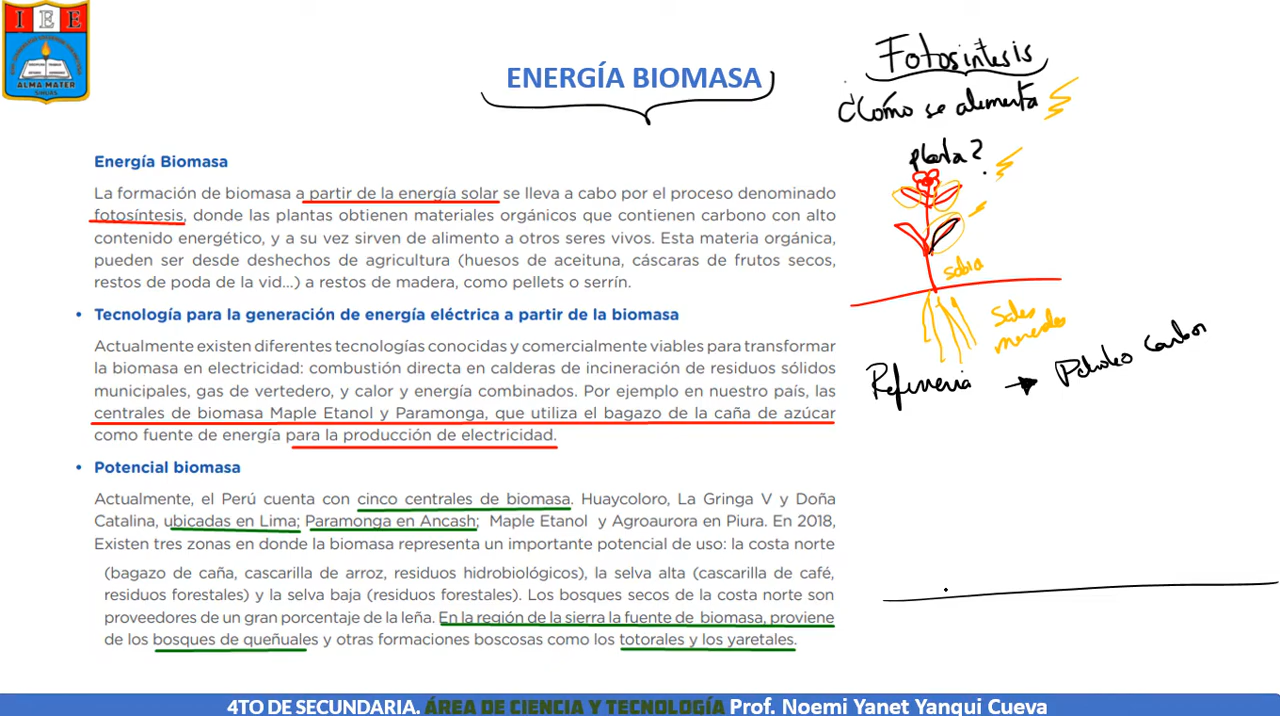 IEE
ALMA MATER
SIHUAS
ENERGÍA BIOMASA
Energía Biomasa
La formación de biomasa a partir de la energía solar se lleva a cabo por el proceso denominado
fotosíntesis, donde las plantas obtienen materiales orgánicos que contienen carbono con alto
contenido energético, y a su vez sirven de alimento a otros seres vivos. Esta materia orgánica,
pueden ser desde deshechos de agricultura (huesos de aceituna, cáscaras de frutos secos,
restos de poda de la vid...) a restos de madera, como pellets o serrín.
• Tecnología para la generación de energía eléctrica a partir de la biomasa
Actualmente existen diferentes tecnologías conocidas y comercialmente viables para transformar
la biomasa en electricidad: combustión directa en calderas de incineración de residuos sólidos
municipales, gas de vertedero, y calor y energía combinados. Por ejemplo en nuestro país, las
centrales de biomasa Maple Etanol y Paramonga, que utiliza el bagazo de la caña de azúcar
como fuente de energía para la producción de electricidad.
• Potencial biomasa
Actualmente, el Perú cuenta con cinco centrales de biomasa. Huaycoloro, La Gringa V y Doña
Catalina, ubicadas en Lima; Paramonga en Ancash; Maple Etanol y Agroaurora en Piura. En 2018,
Existen tres zonas en donde la biomasa representa un importante potencial de uso: la costa norte
(bagazo de caña, cascarilla de arroz, residuos hidrobiológicos), la selva alta (cascarilla de café,
residuos forestales) y la selva baja (residuos forestales). Los bosques secos de la costa norte son
proveedores de un gran porcentaje de la leña. En la región de la sierra la fuente de biomasa, proviene
de los bosques de queñuales y otras formaciones boscosas como los totorales y los yaretales.
Fotosintesis
¿Cómo se alimenta
planta?
sabia
Sales
Refineria → Petroleo carbon
4TO DE SECUNDARIA. ÁREA DE CIENCIA Y TECNOLOGÍA Prof. Noemi Yanet Yanqui Cueva